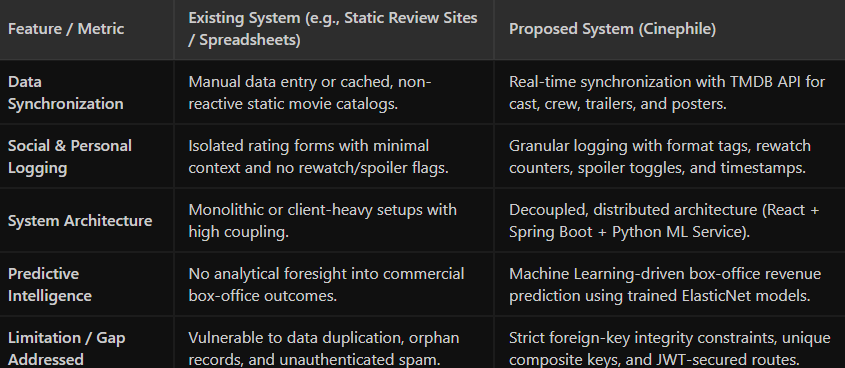 Feature / Metric
Existing System (e.g., Static Review Sites
/ Spreadsheets)
Proposed System (Cinephile)
Data
Synchronization
Manual data entry or cached, non-
reactive static movie catalogs.
Real-time synchronization with TMDB API for
cast, crew, trailers, and posters.
Social & Personal
Logging
Isolated rating forms with minimal
context and no rewatch/spoiler flags.
Granular logging with format tags, rewatch
counters, spoiler toggles, and timestamps.
System Architecture
Monolithic or client-heavy setups with
high coupling.
Decoupled, distributed architecture (React +
Spring Boot + Python ML Service).
Predictive
Intelligence
No analytical foresight into commercial
box-office outcomes.
Machine Learning-driven box-office revenue
prediction using trained ElasticNet models.
Limitation / Gap
Addressed
Vulnerable to data duplication, orphan
records, and unauthenticated spam.
Strict foreign-key integrity constraints, unique
composite keys, and JWT-secured routes.